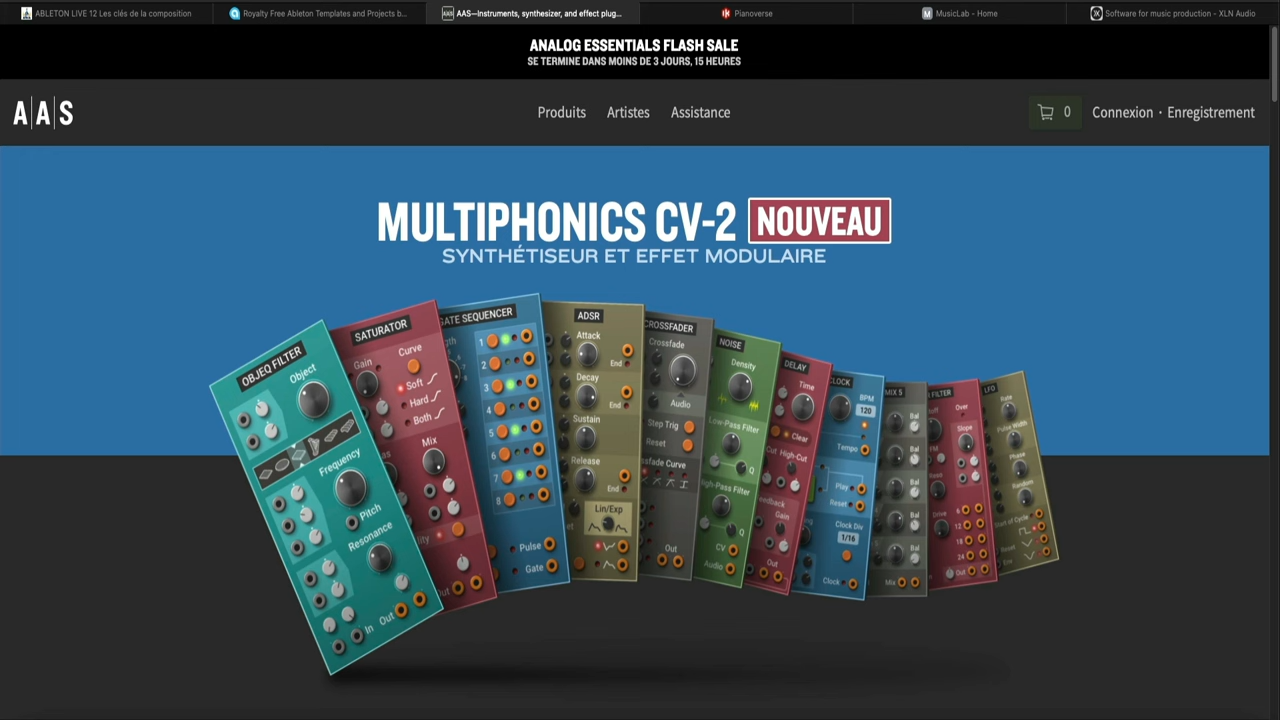 ABLETON LIVE 12 Les clés de la composition
Royalty Free Ableton Templates and Projects b...
AAS—Instruments, synthesizer, and effect plug...
Pianoverse
MusicLab - Home
Software for music production - XLN Audio
ANALOG ESSENTIALS FLASH SALE
SE TERMINE DANS MOINS DE 3 JOURS, 15 HEURES
AAS
Produits
Artistes
Assistance
0
Connexion · Enregistrement
MULTIPHONICS CV-2 NOUVEAU
SYNTHÉTISEUR ET EFFET MODULAIRE
OBJEQ FILTER
Object
Frequency
Pitch
Resonance
In
Out
SATURATOR
Gain
Curve
Soft
Hard
Both
Mix
Out
GATE SEQUENCER
1
2
3
4
5
6
7
8
Pulse
Gate
ADSR
Attack
End
Decay
End
Sustain
Release
End
Lin/Exp
CROSSFADER
Crossfade
Audio
Step Trig
Reset
Out
NOISE
Density
Low-Pass Filter
Q
High-Pass Filter
Q
CV
Audio
DELAY
Time
Clear
High-Cut
Gain
Out
CLOCK
BPM
120
Tempo
Play
Reset
Clock Div
1/16
Clock
MIX 5
Bal
Bal
Bal
Bal
Bal
Mix
FILTER
Over
Slope
FM
Reso
Drive
6
12
18
24
Out
LFO
Rate
Pulse Width
Phase
Random
Start of Cycle
Reset